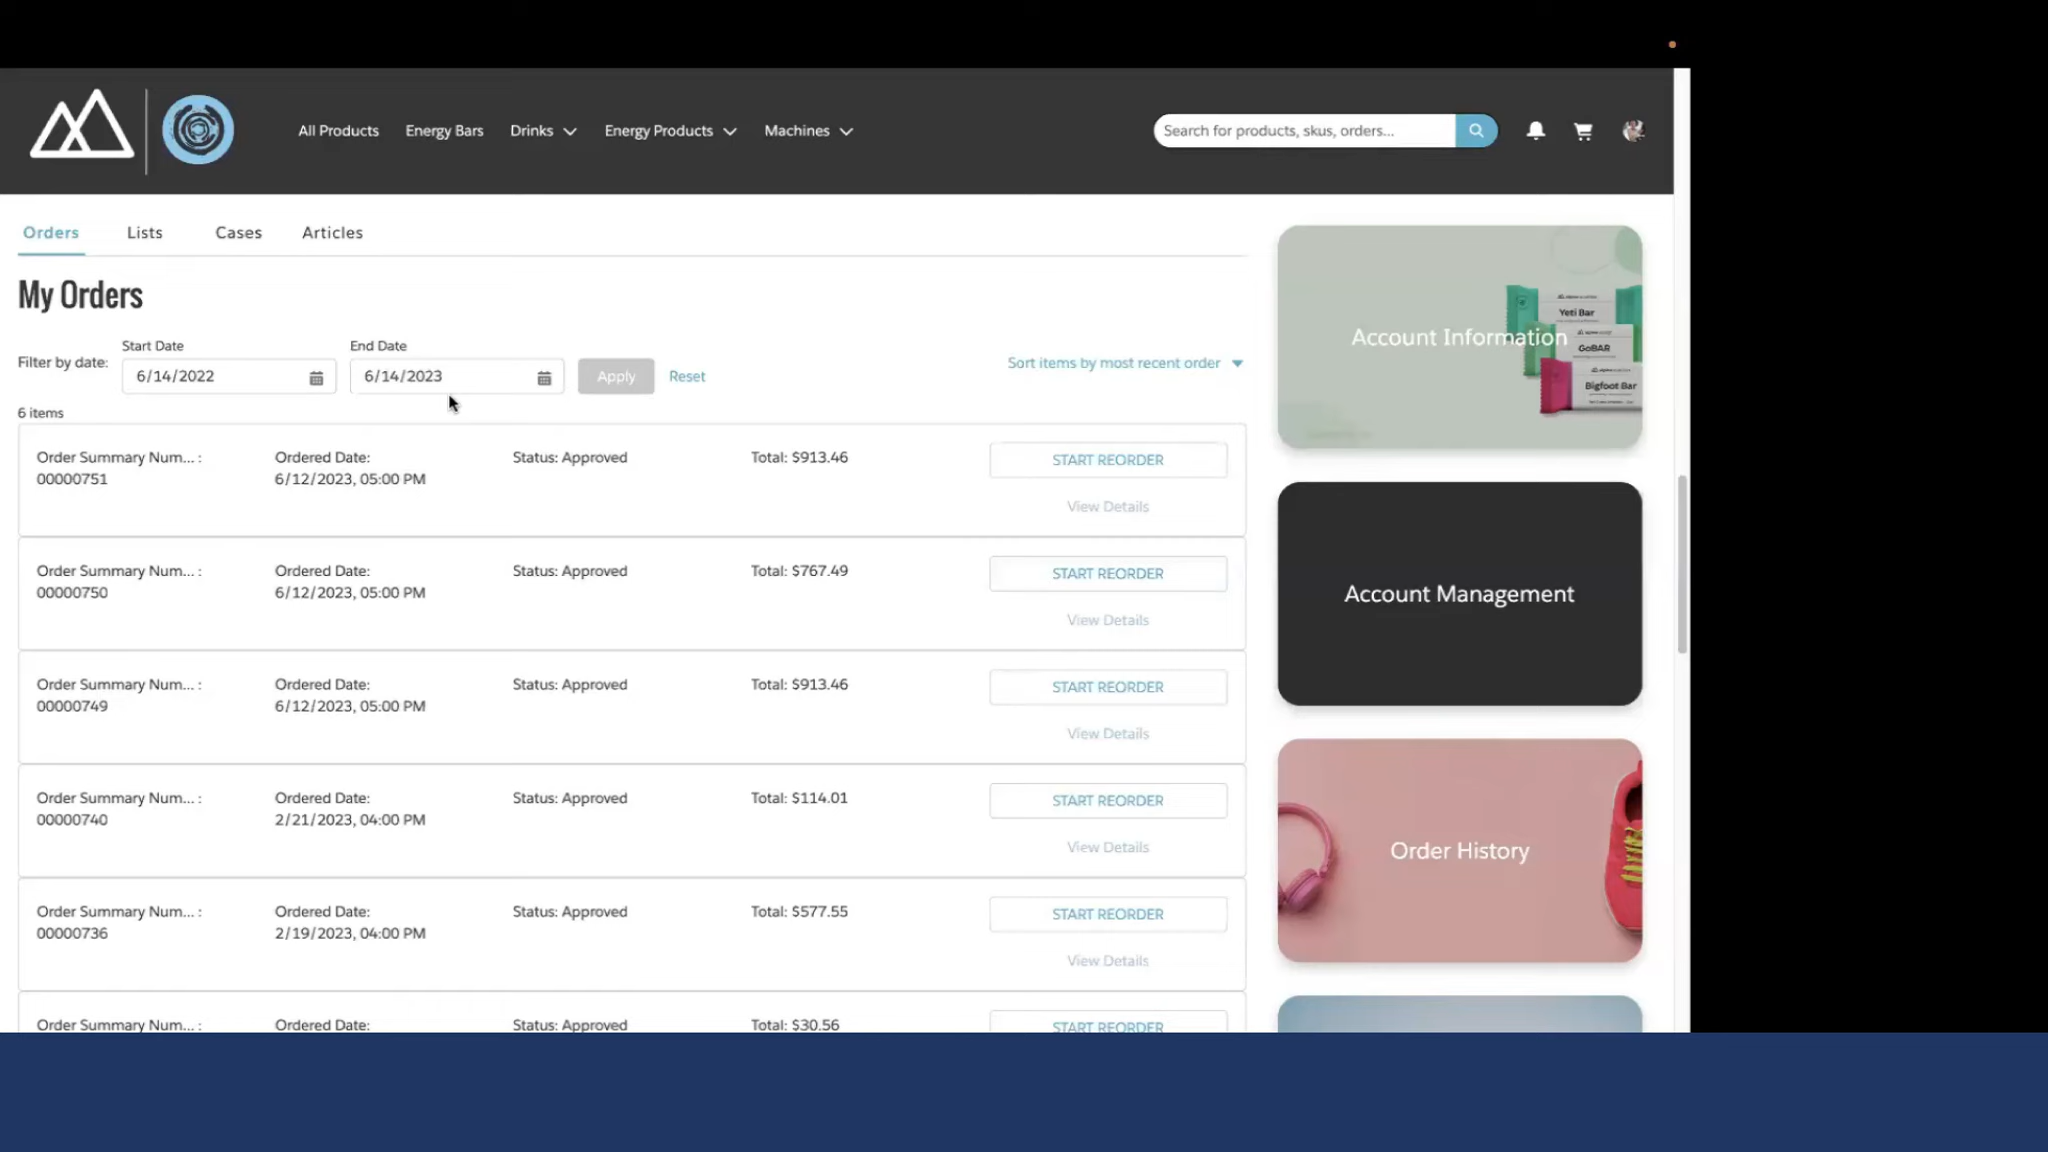 All Products Energy Bars Drinks Energy Products Machines
Search for products, skus, orders...
Orders Lists Cases Articles
My Orders
Filter by date:
Start Date
6/14/2022
End Date
6/14/2023
Apply Reset
Sort items by most recent order
6 items
Order Summary Num... :
00000751
Ordered Date:
6/12/2023, 05:00 PM
Status: Approved
Total: $913.46
START REORDER
View Details
Order Summary Num... :
00000750
Ordered Date:
6/12/2023, 05:00 PM
Status: Approved
Total: $767.49
START REORDER
View Details
Order Summary Num... :
00000749
Ordered Date:
6/12/2023, 05:00 PM
Status: Approved
Total: $913.46
START REORDER
View Details
Order Summary Num... :
00000740
Ordered Date:
2/21/2023, 04:00 PM
Status: Approved
Total: $114.01
START REORDER
View Details
Order Summary Num... :
00000736
Ordered Date:
2/19/2023, 04:00 PM
Status: Approved
Total: $577.55
START REORDER
View Details
Order Summary Num... :
Ordered Date:
Status: Approved
Total: $30.56
START REORDER
Account Information
Yeti Bar
GoBAR
Bigfoot Bar
Account Management
Order History